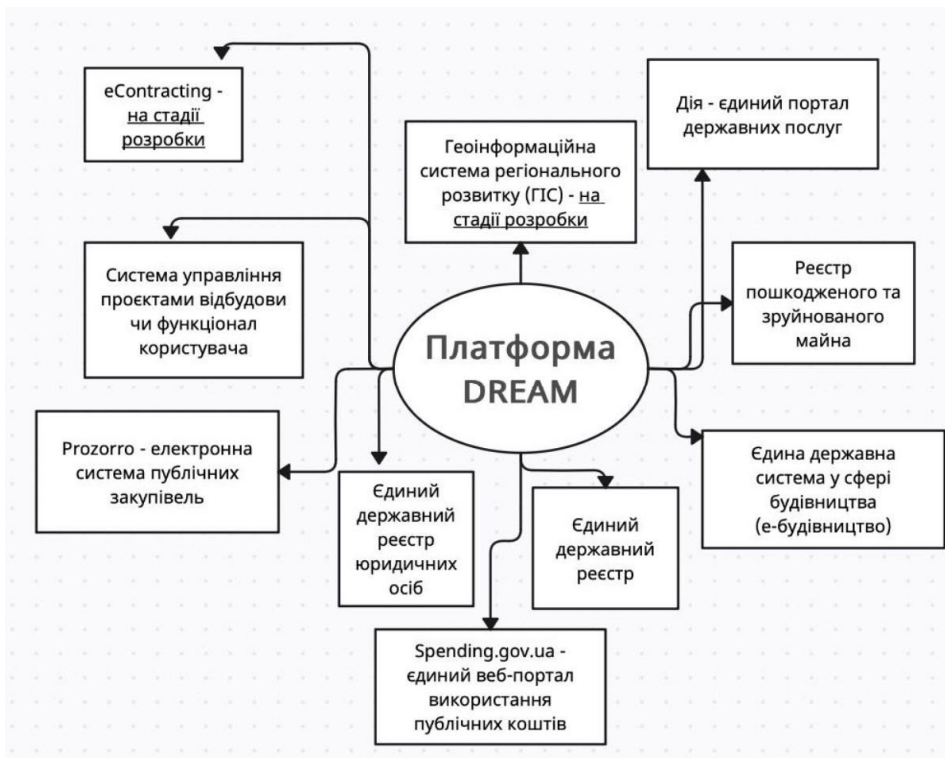 eContracting -
на стадії
розробки
Дія - єдиний портал
державних послуг
Геоінформаційна
система регіонального
розвитку (ГІС) - на
стадії розробки
Система управління
проєктами відбудови
чи функціонал
користувача
Реєстр
пошкодженого та
зруйнованого
майна
Платформа
DREAM
Prozorro - електронна
система публічних
закупівель
Єдиний
державний
реєстр
юридичних
осіб
Єдиний
державний
реєстр
Єдина державна
система у сфері
будівництва
(е-будівництво)
Spending.gov.ua -
єдиний веб-портал
використання
публічних коштів